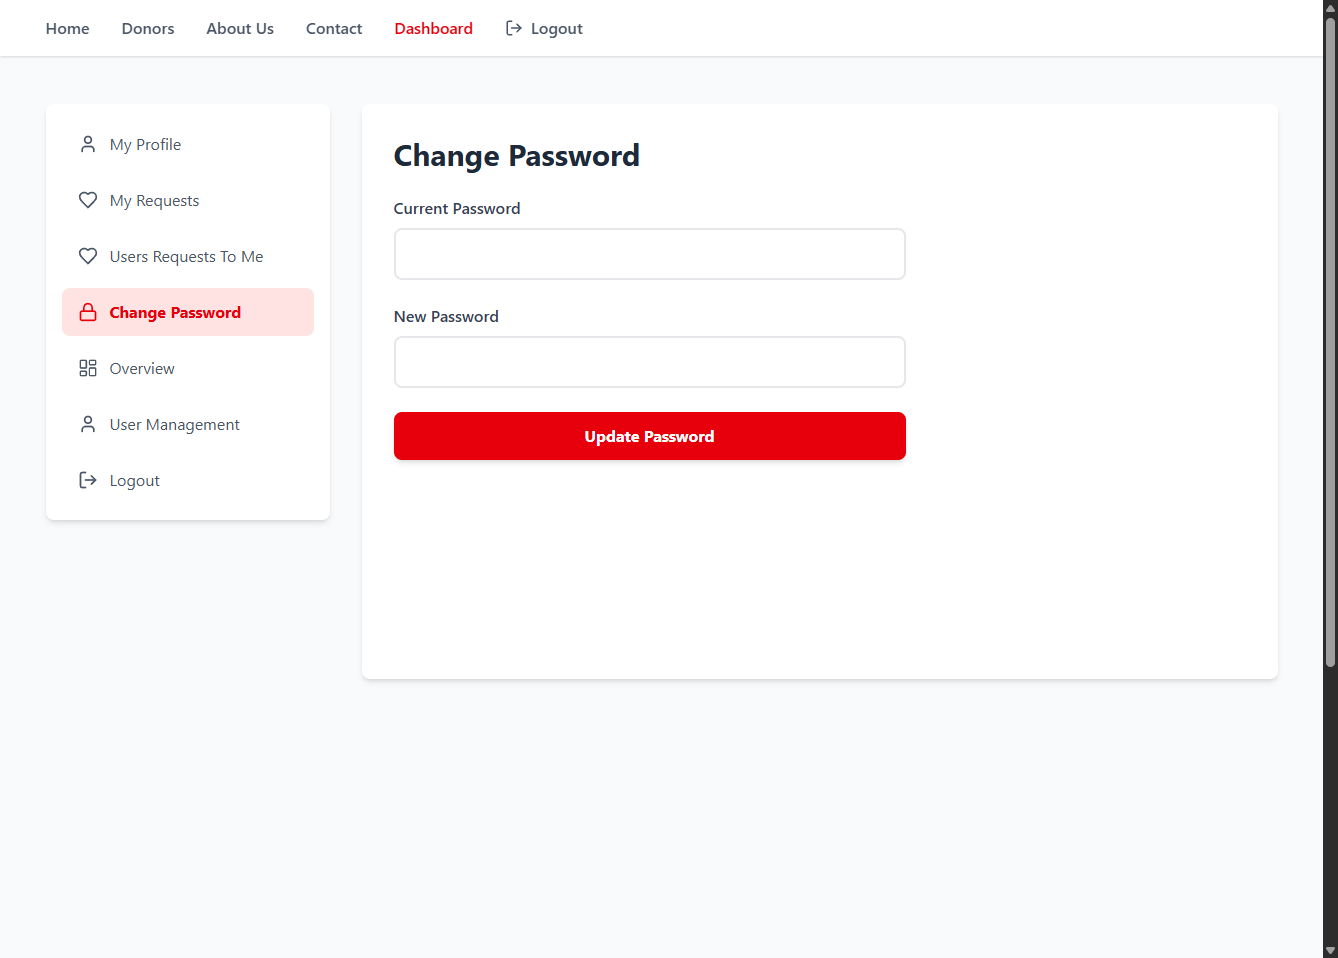 Home Donors About Us Contact Dashboard Logout
My Profile
My Requests
Users Requests To Me
Change Password
Overview
User Management
Logout
Change Password
Current Password
New Password
Update Password